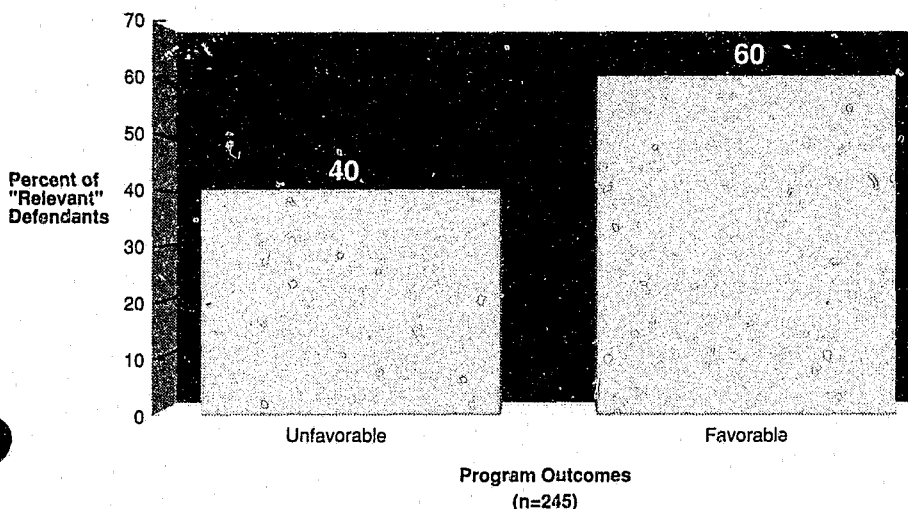 70
60
50
40
30
20
10
0
Percent of
"Relevant"
Defendants
40
60
Unfavorable
Favorable
Program Outcomes
(n=245)